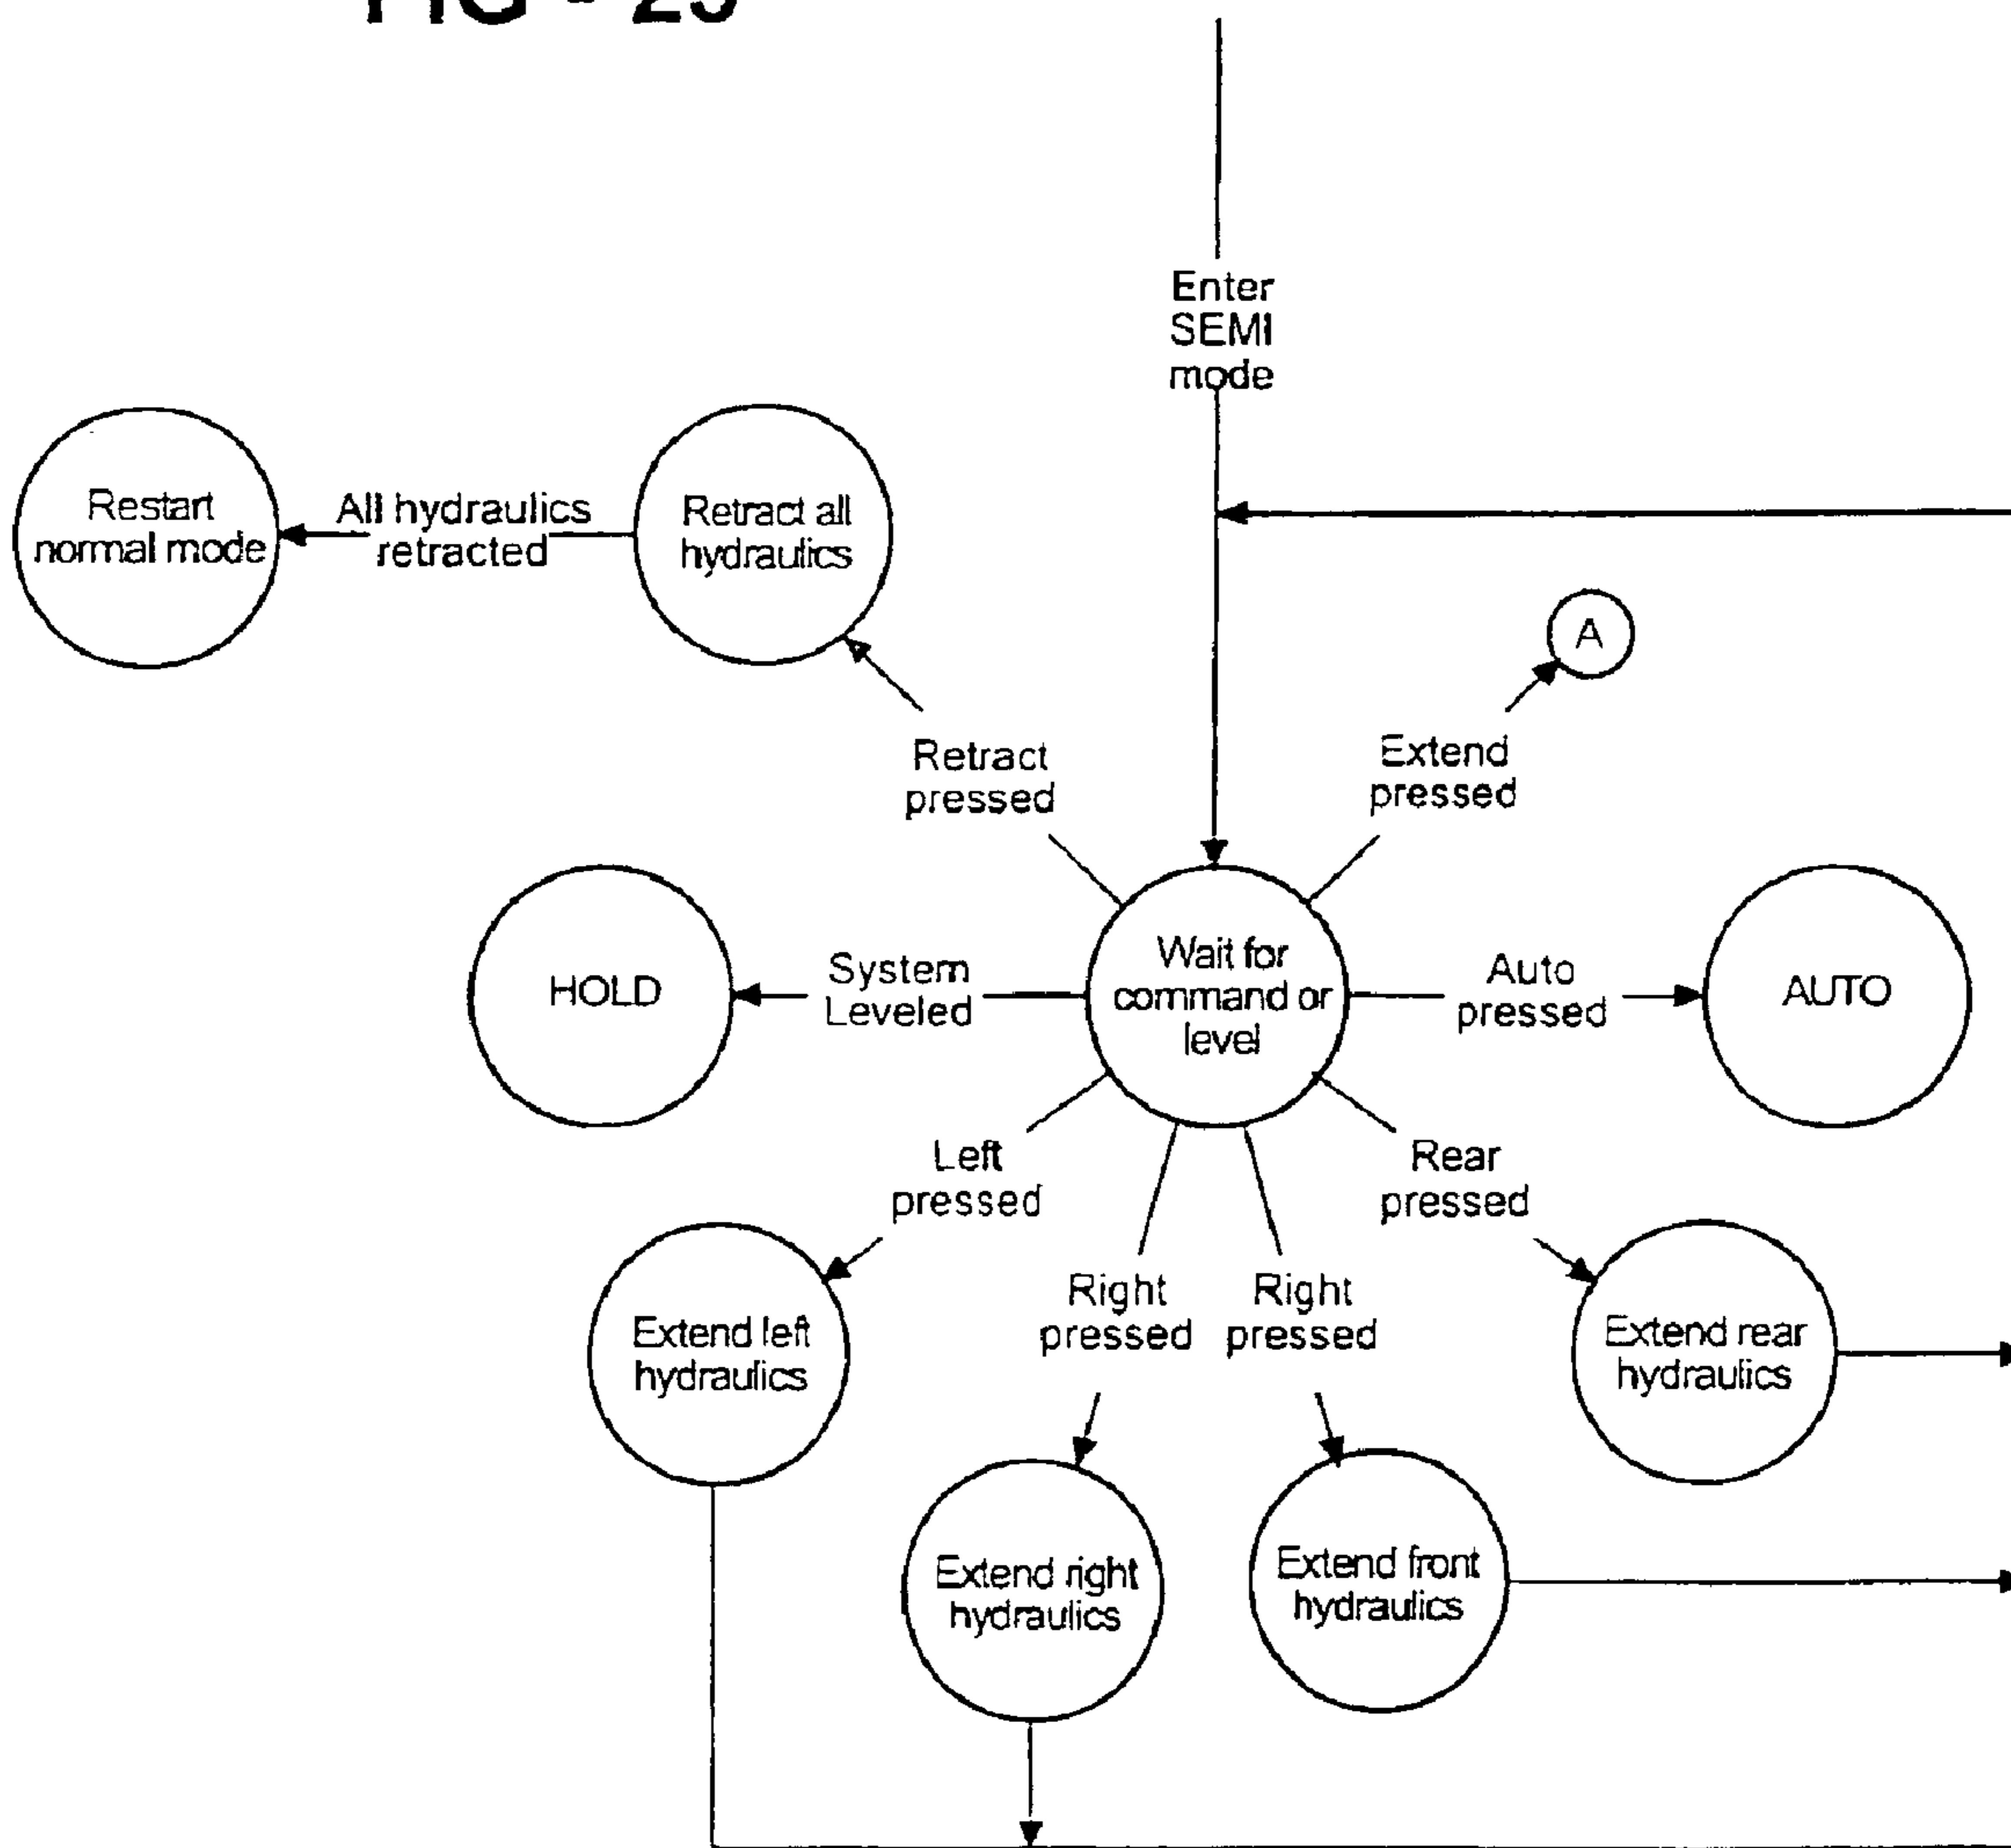 FIG - 25
Enter
SEMI
mode
Restart
normal mode
All hydraulics
retracted
Retract all
hydraulics
A
Retract
pressed
Extend
pressed
HOLD
System
Leveled
Wait for
command or
level
Auto
pressed
AUTO
Left
pressed
Rear
pressed
Right
pressed
Right
pressed
Extend left
hydraulics
Extend rear
hydraulics
Extend right
hydraulics
Extend front
hydraulics